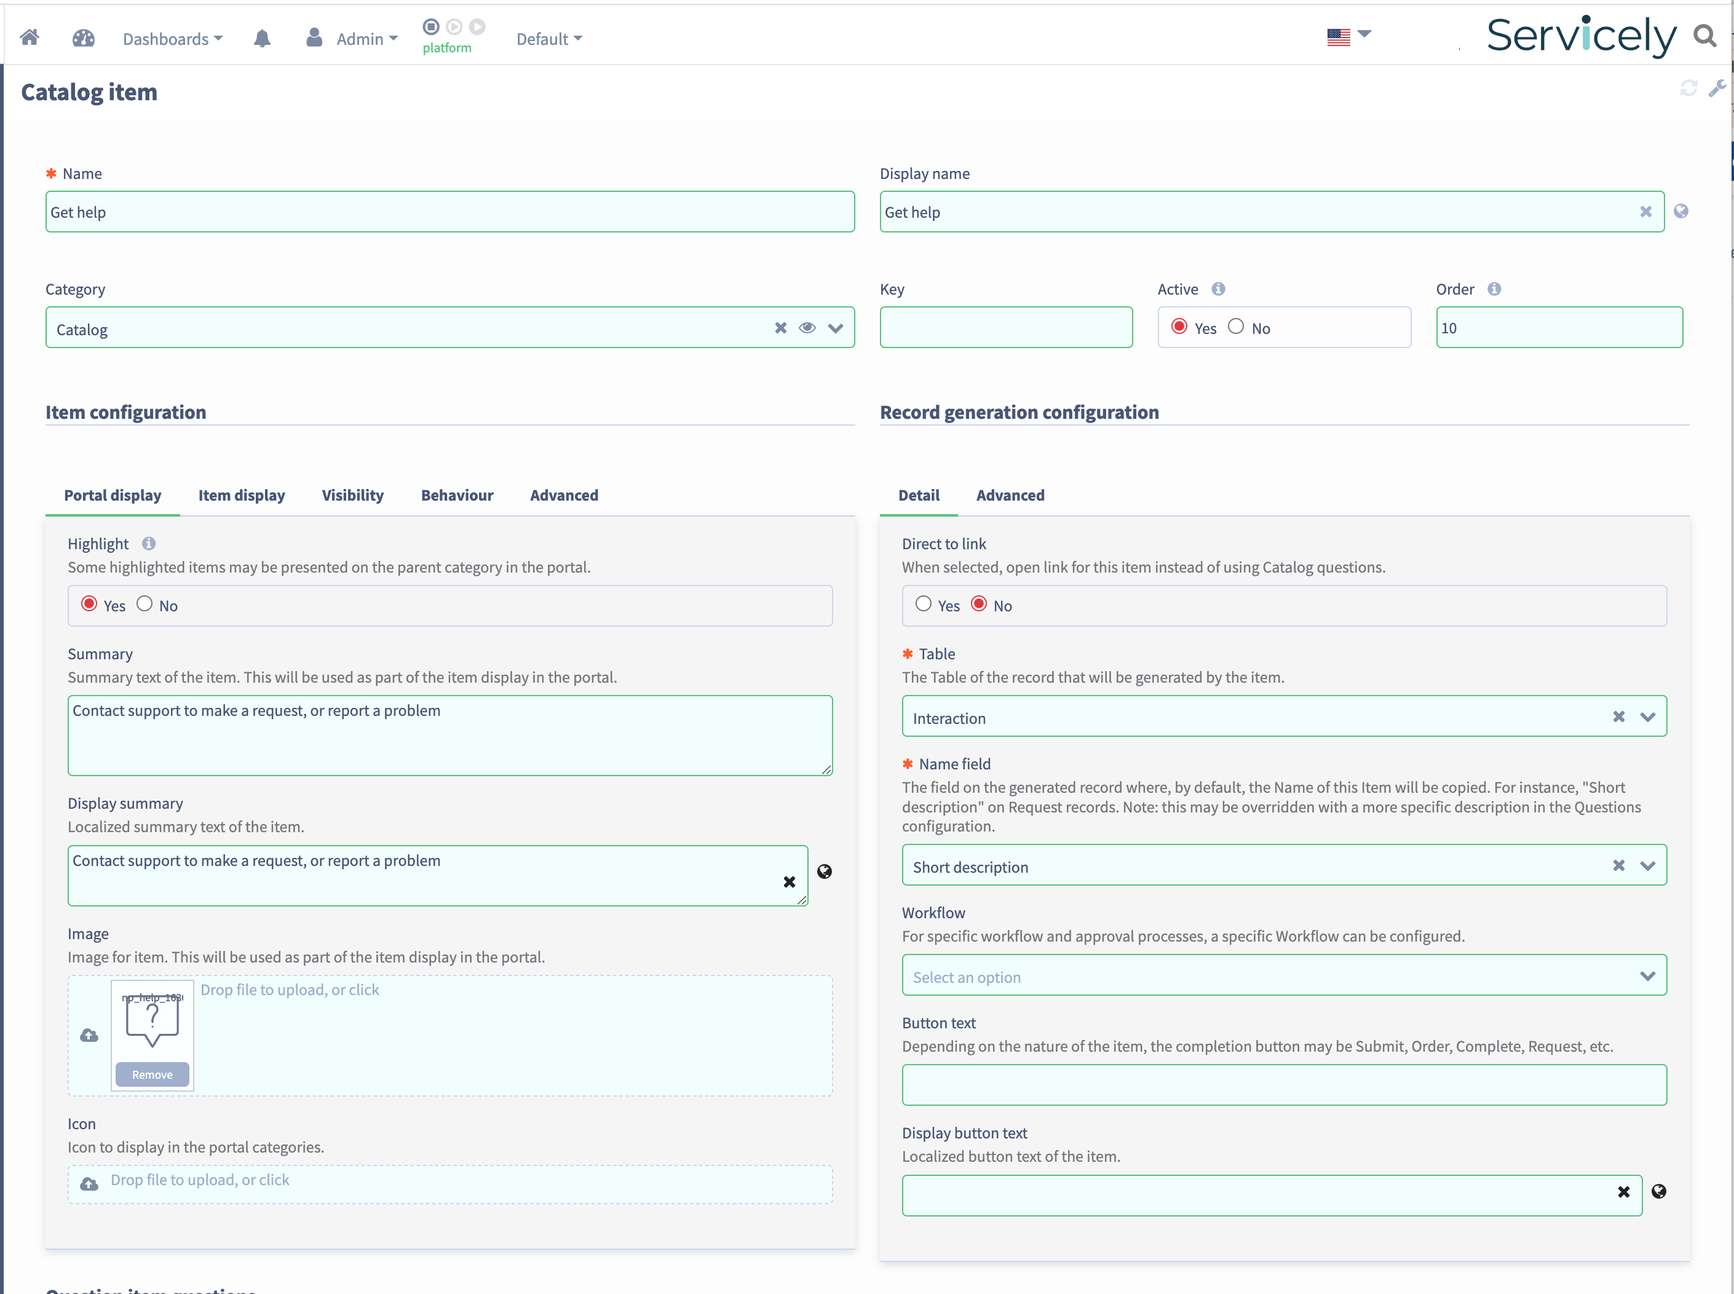 Dashboards
Admin
platform
Default
Servicely
Catalog item
* Name
Display name
Get help
Get help
Category
Key
Active
Order
Catalog
Yes No
10
Item configuration
Record generation configuration
Portal display Item display Visibility Behaviour Advanced
Detail Advanced
Highlight
Some highlighted items may be presented on the parent category in the portal.
Yes No
Summary
Summary text of the item. This will be used as part of the item display in the portal.
Contact support to make a request, or report a problem
Display summary
Localized summary text of the item.
Contact support to make a request, or report a problem
Image
Image for item. This will be used as part of the item display in the portal.
Drop file to upload, or click
Remove
Icon
Icon to display in the portal categories.
Drop file to upload, or click
Direct to link
When selected, open link for this item instead of using Catalog questions.
Yes No
* Table
The Table of the record that will be generated by the item.
Interaction
* Name field
The field on the generated record where, by default, the Name of this Item will be copied. For instance, "Short
description" on Request records. Note: this may be overridden with a more specific description in the Questions
configuration.
Short description
Workflow
For specific workflow and approval processes, a specific Workflow can be configured.
Select an option
Button text
Depending on the nature of the item, the completion button may be Submit, Order, Complete, Request, etc.
Display button text
Localized button text of the item.
Question item questions